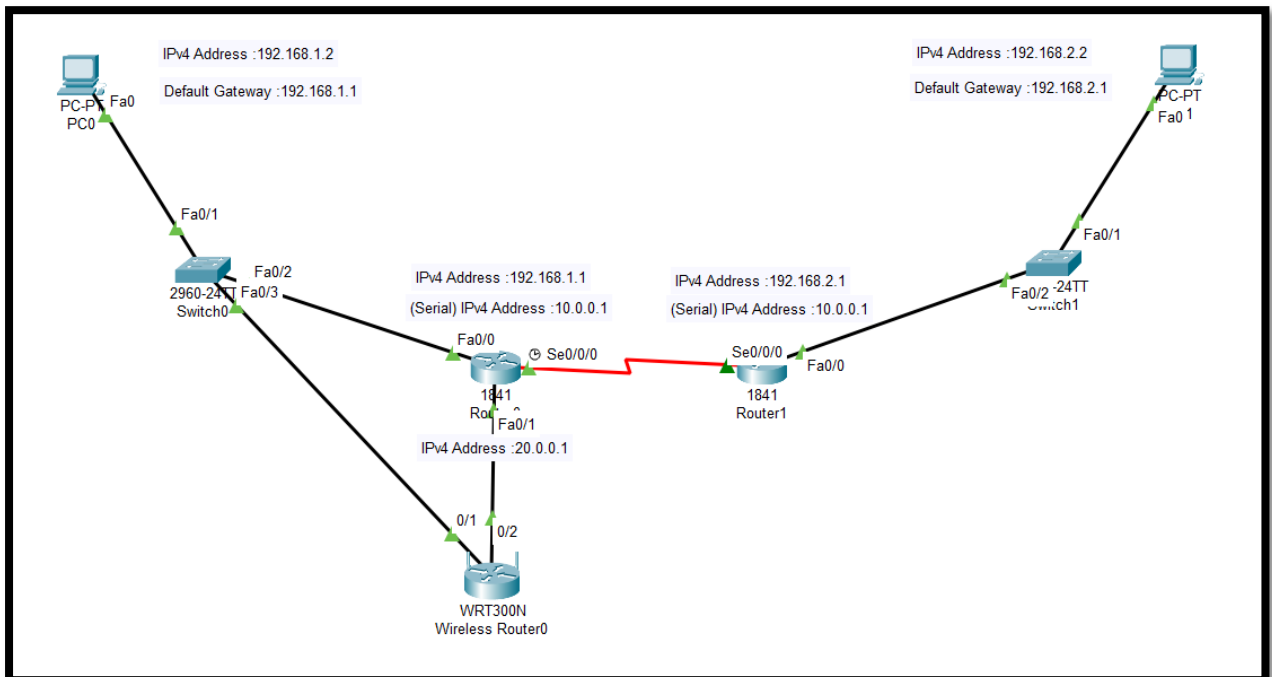 IPv4 Address :192.168.1.2
Default Gateway :192.168.1.1
PC-PT
Fa0
PC0
IPv4 Address :192.168.2.2
Default Gateway :192.168.2.1
PC-PT
Fa0
1
Fa0/1
Fa0/2
Fa0/3
2960-24TT
Switch0
IPv4 Address :192.168.1.1
(Serial) IPv4 Address :10.0.0.1
Fa0/0
Se0/0/0
1841
Fa0/1
IPv4 Address :20.0.0.1
IPv4 Address :192.168.2.1
(Serial) IPv4 Address :10.0.0.1
Se0/0/0
Fa0/0
1841
Router1
Fa0/1
Fa0/2
-24TT
0/1
0/2
WRT300N
Wireless Router0